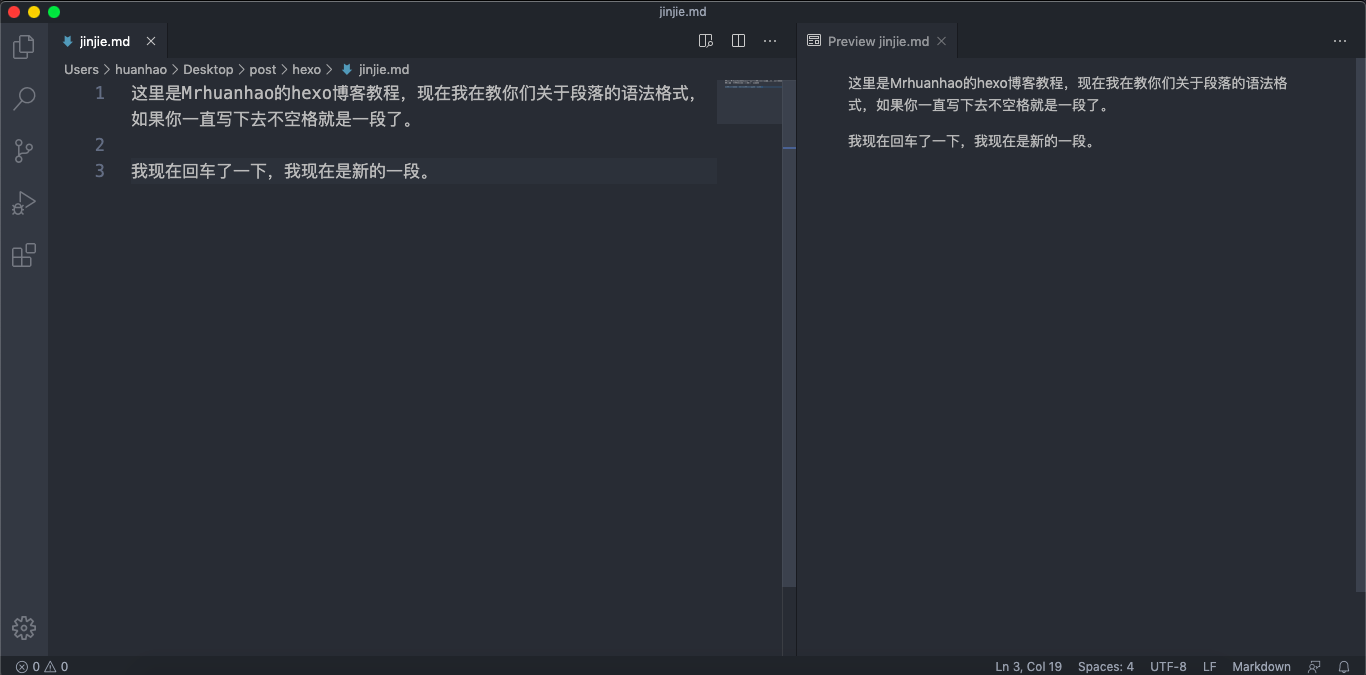 jinjie.md
jinjie.md
Preview jinjie.md
Users > huanhao > Desktop > post > hexo > jinjie.md
1 这里是Mrhuanhao的hexo博客教程，现在我在教你们关于段落的语法格式，
如果你一直写下去不空格就是一段了。
2
3 我现在回车了一下，我现在是新的一段。
这里是Mrhuanhao的hexo博客教程，现在我在教你们关于段落的语法格
式，如果你一直写下去不空格就是一段了。
我现在回车了一下，我现在是新的一段。
0 0
Ln 3, Col 19 Spaces: 4 UTF-8 LF Markdown